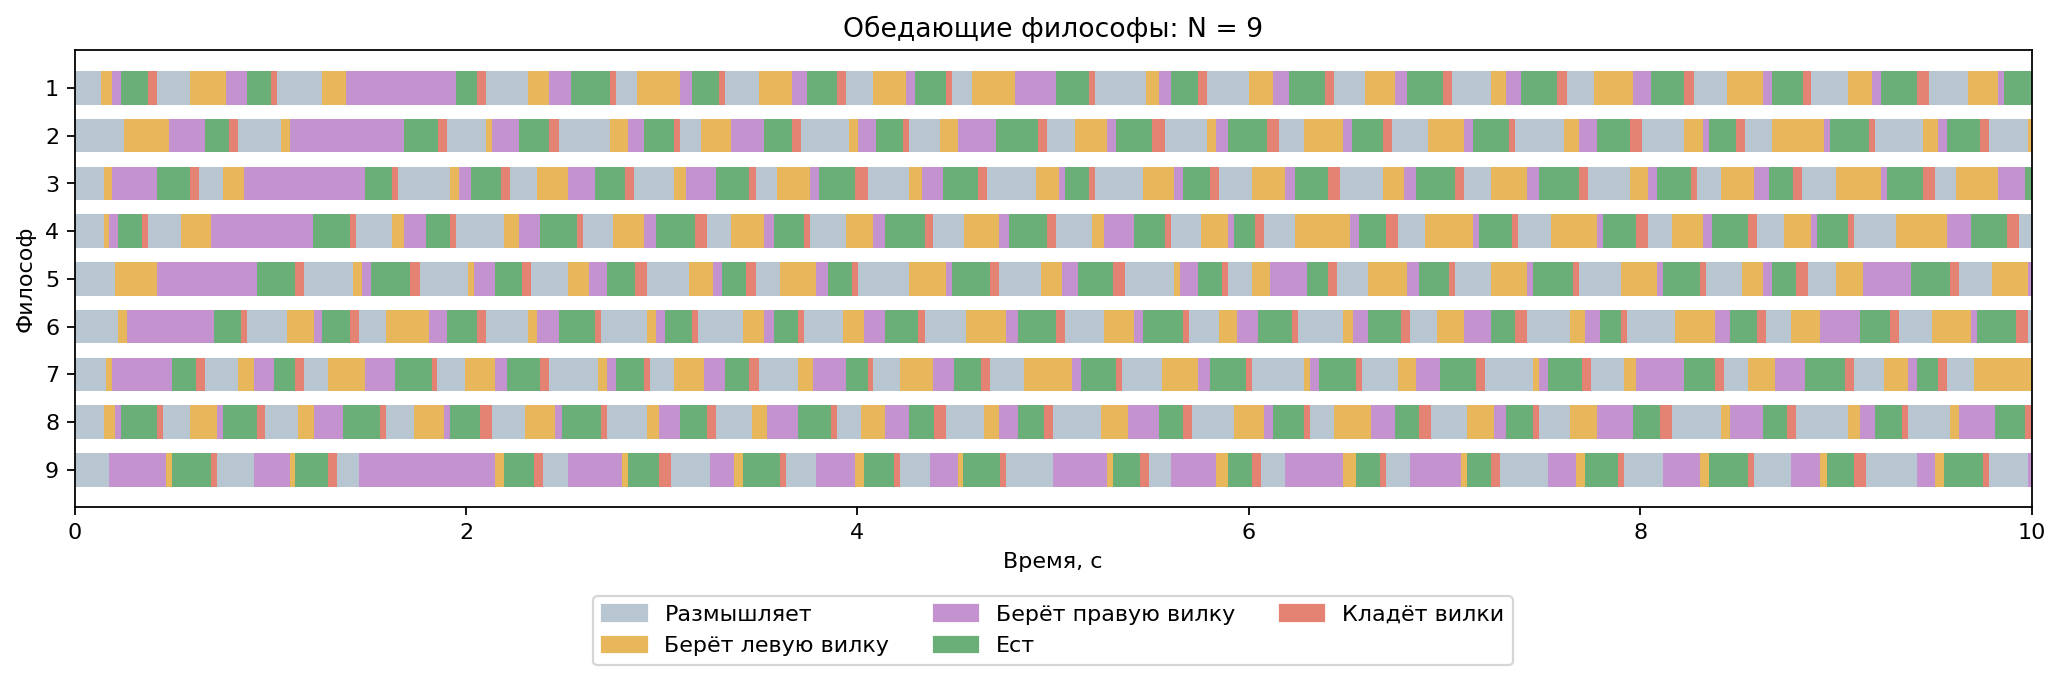 Обедающие философы: N = 9
Философ
1
2
3
4
5
6
7
8
9
0 2 4 6 8 10
Время, с
Размышляет Берёт правую вилку Кладёт вилки
Берёт левую вилку Ест